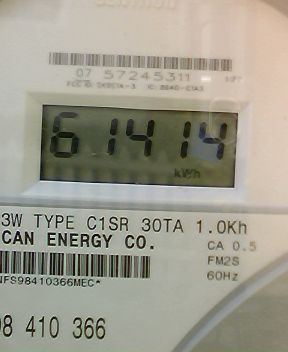 CENTRON
07 57245311
61414
kWh
3W TYPE C1SR 30TA 1.0Kh
CAN ENERGY CO.
CA 0.5
FM2S
60Hz
NFS98410366MEC*
98 410 366